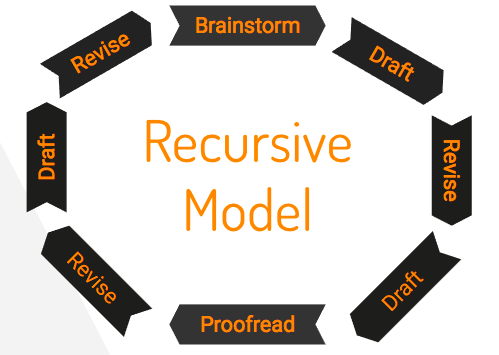 Brainstorm
Draft
Revise
Draft
Proofread
Revise
Draft
Revise
Recursive
Model